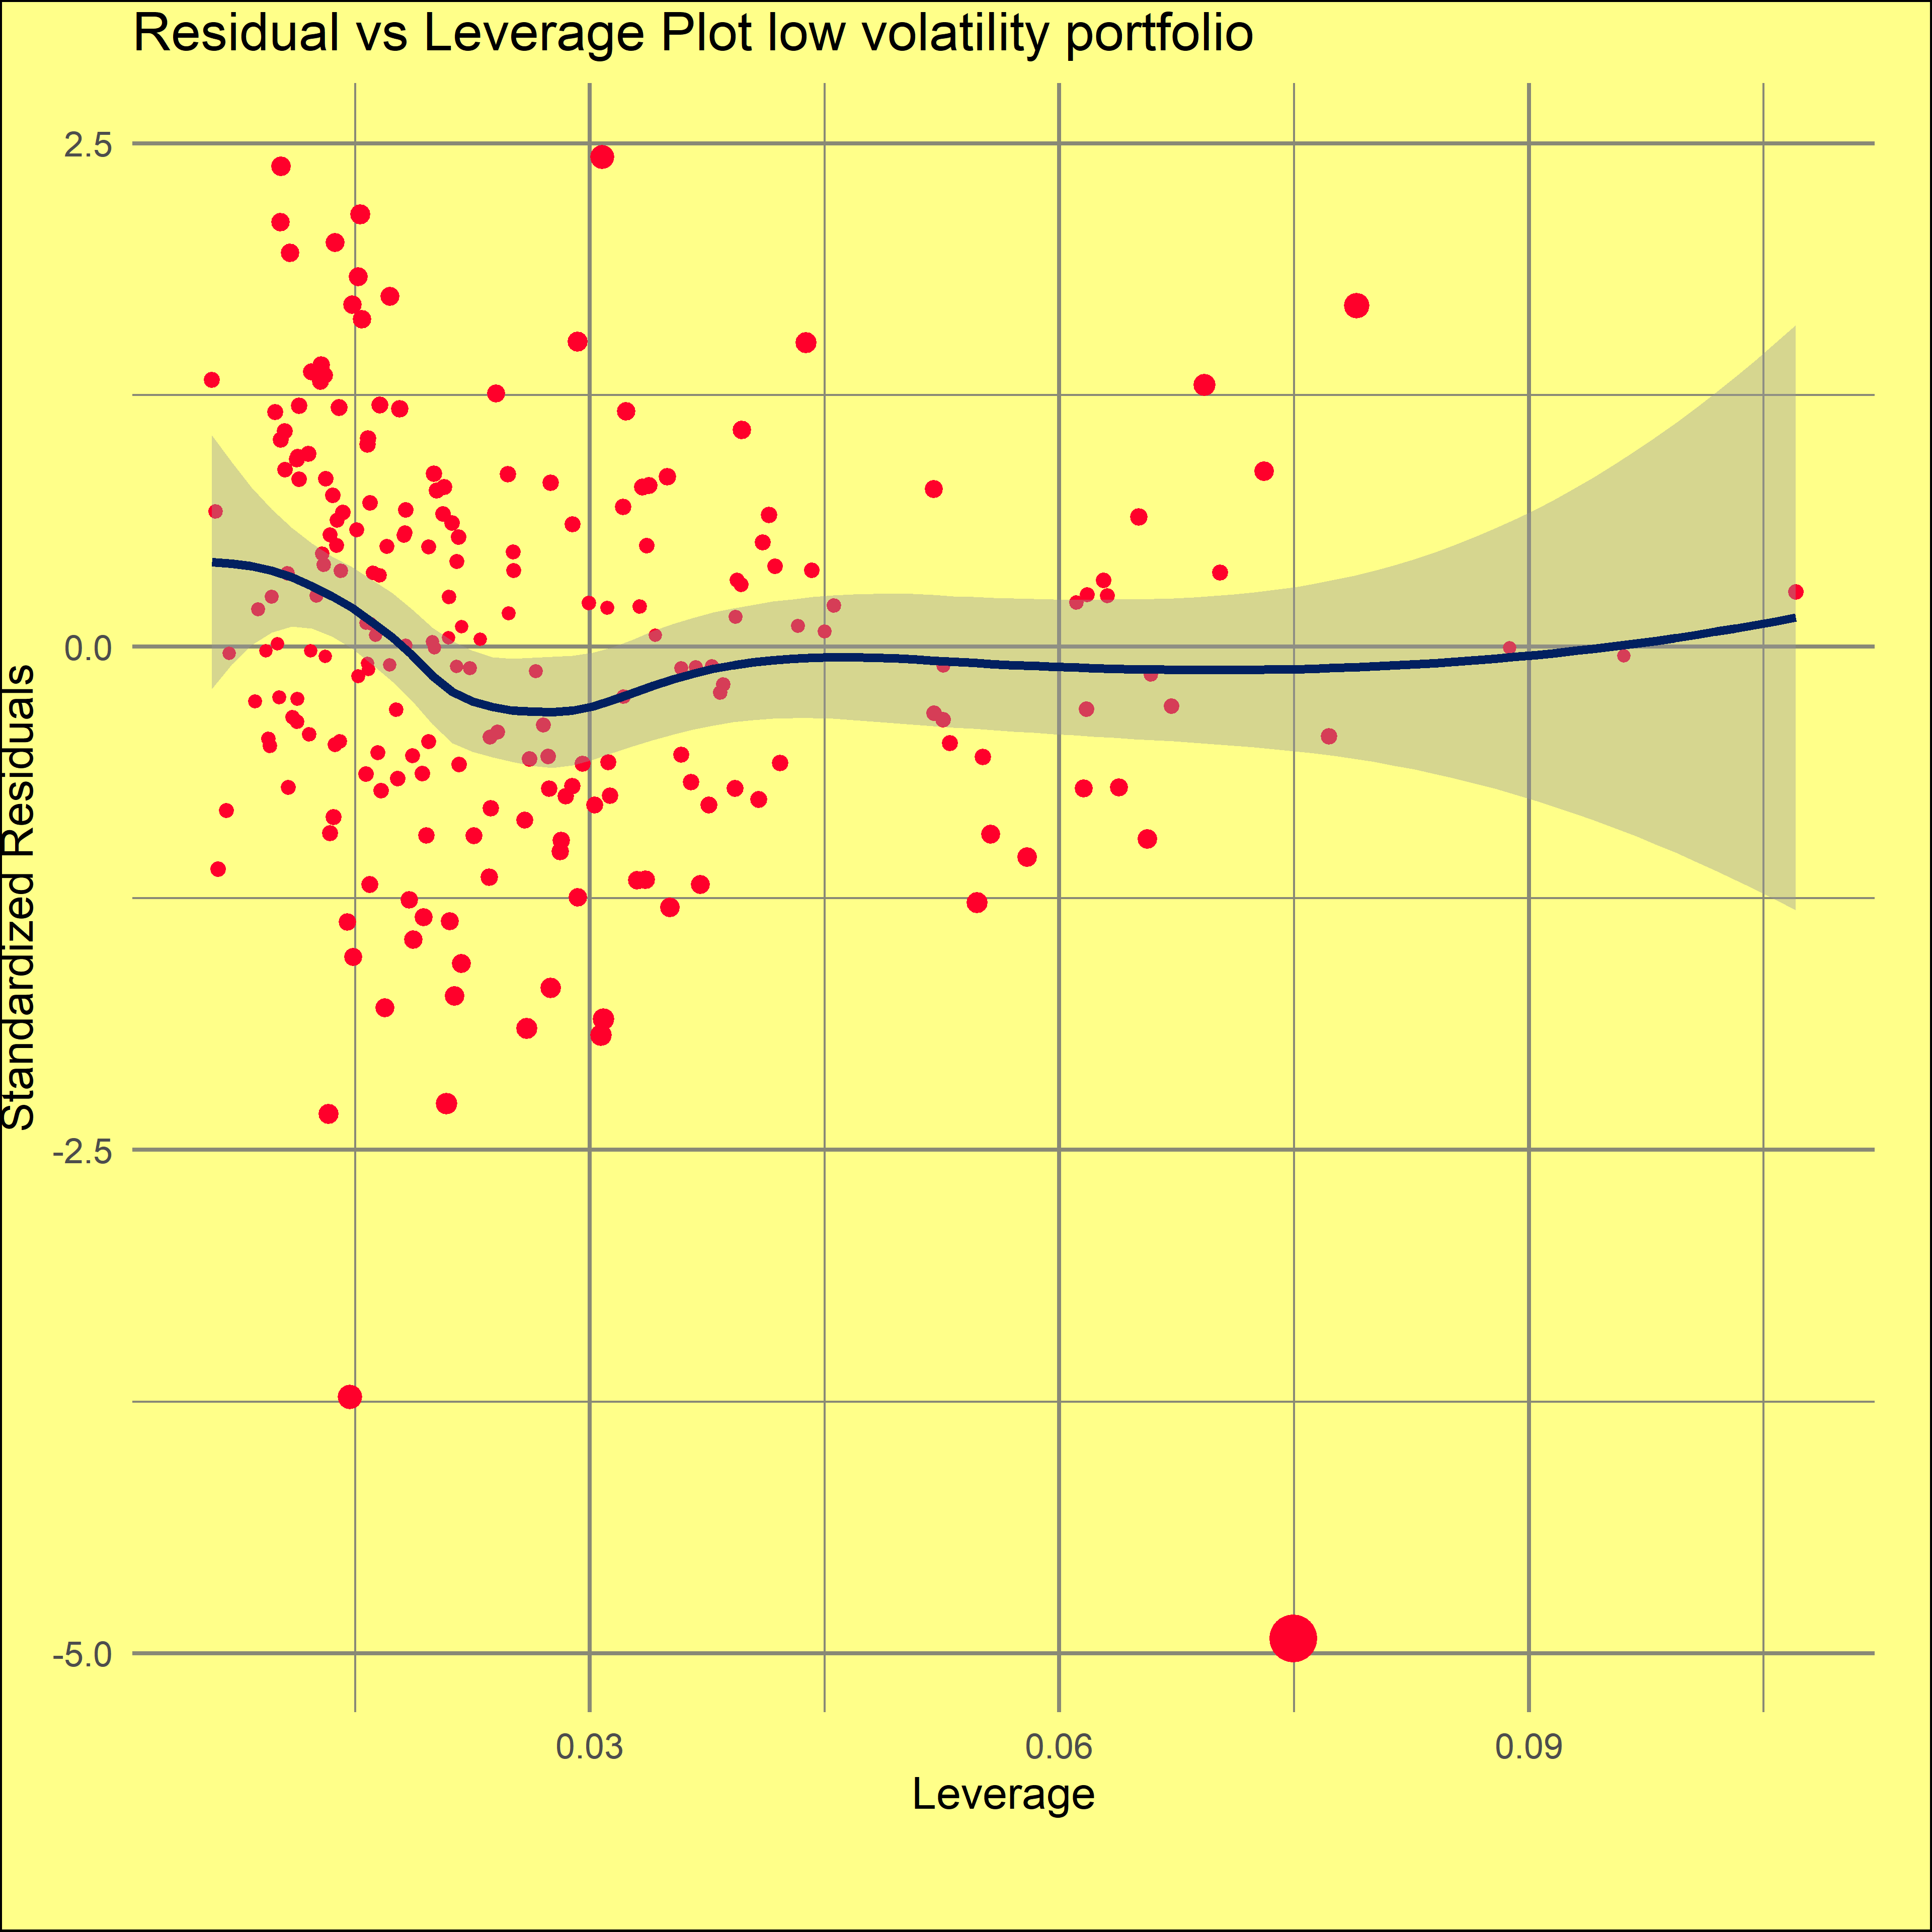 Residual vs Leverage Plot low volatility portfolio
2.5
0.0
-2.5
-5.0
Standardized Residuals
0.03
0.06
0.09
Leverage